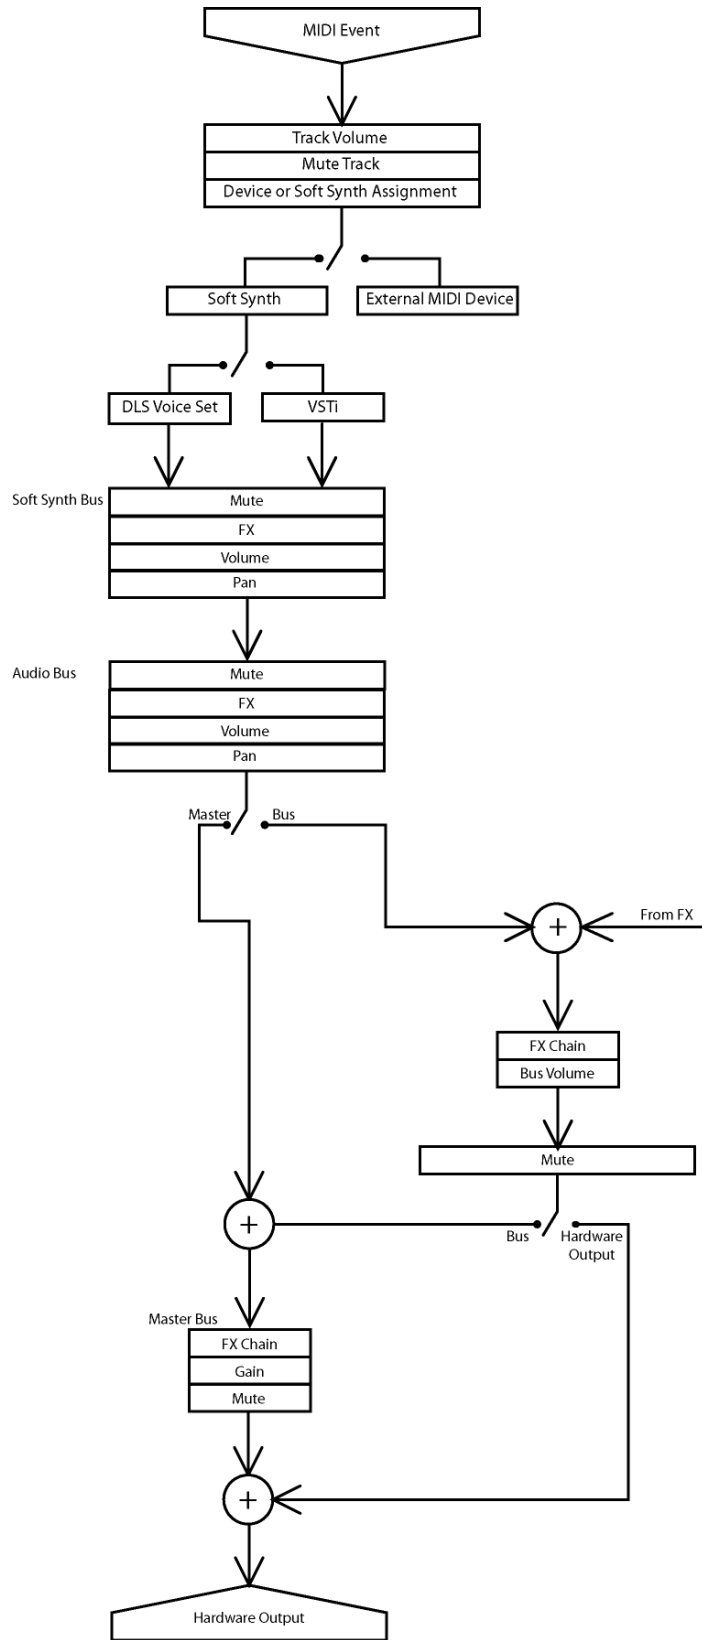 MIDI Event
Track Volume
Mute Track
Device or Soft Synth Assignment
Soft Synth
External MIDI Device
DLS Voice Set
VSTi
Soft Synth Bus
Mute
FX
Volume
Pan
Audio Bus
Mute
FX
Volume
Pan
Master
Bus
+
From FX
FX Chain
Bus Volume
Mute
+
Bus
Hardware
Output
Master Bus
FX Chain
Gain
Mute
+
Hardware Output